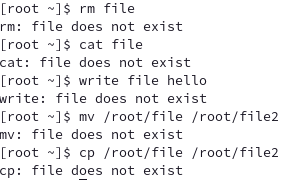 [root ~]$ rm file
rm: file does not exist
[root ~]$ cat file
cat: file does not exist
[root ~]$ write file hello
write: file does not exist
[root ~]$ mv /root/file /root/file2
mv: file does not exist
[root ~]$ cp /root/file /root/file2
cp: file does not exist